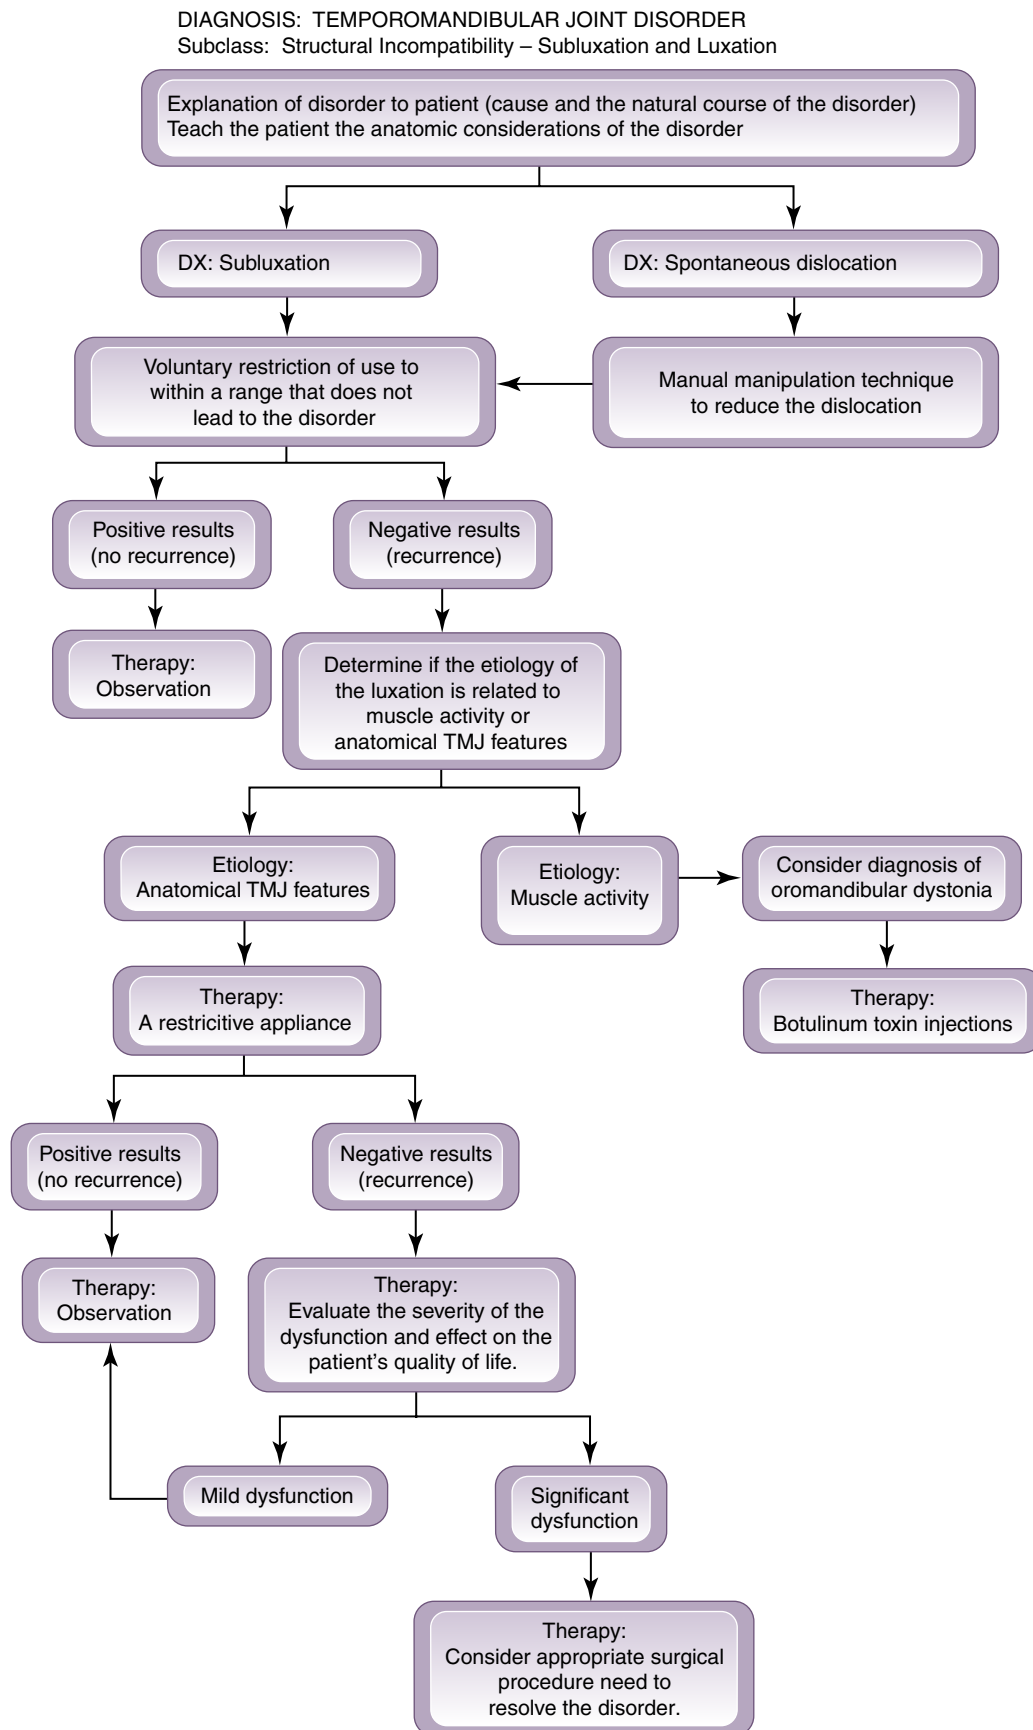 DIAGNOSIS: TEMPOROMANDIBULAR JOINT DISORDER
Subclass: Structural Incompatibility – Subluxation and Luxation
Explanation of disorder to patient (cause and the natural course of the disorder)
Teach the patient the anatomic considerations of the disorder
DX: Subluxation
DX: Spontaneous dislocation
Voluntary restriction of use to
within a range that does not
lead to the disorder
Manual manipulation technique
to reduce the dislocation
Positive results
(no recurrence)
Negative results
(recurrence)
Therapy:
Observation
Determine if the etiology of
the luxation is related to
muscle activity or
anatomical TMJ features
Etiology:
Anatomical TMJ features
Etiology:
Muscle activity
Consider diagnosis of
oromandibular dystonia
Therapy:
A restricitive appliance
Therapy:
Botulinum toxin injections
Positive results
(no recurrence)
Negative results
(recurrence)
Therapy:
Observation
Therapy:
Evaluate the severity of the
dysfunction and effect on the
patient’s quality of life.
Mild dysfunction
Significant
dysfunction
Therapy:
Consider appropriate surgical
procedure need to
resolve the disorder.